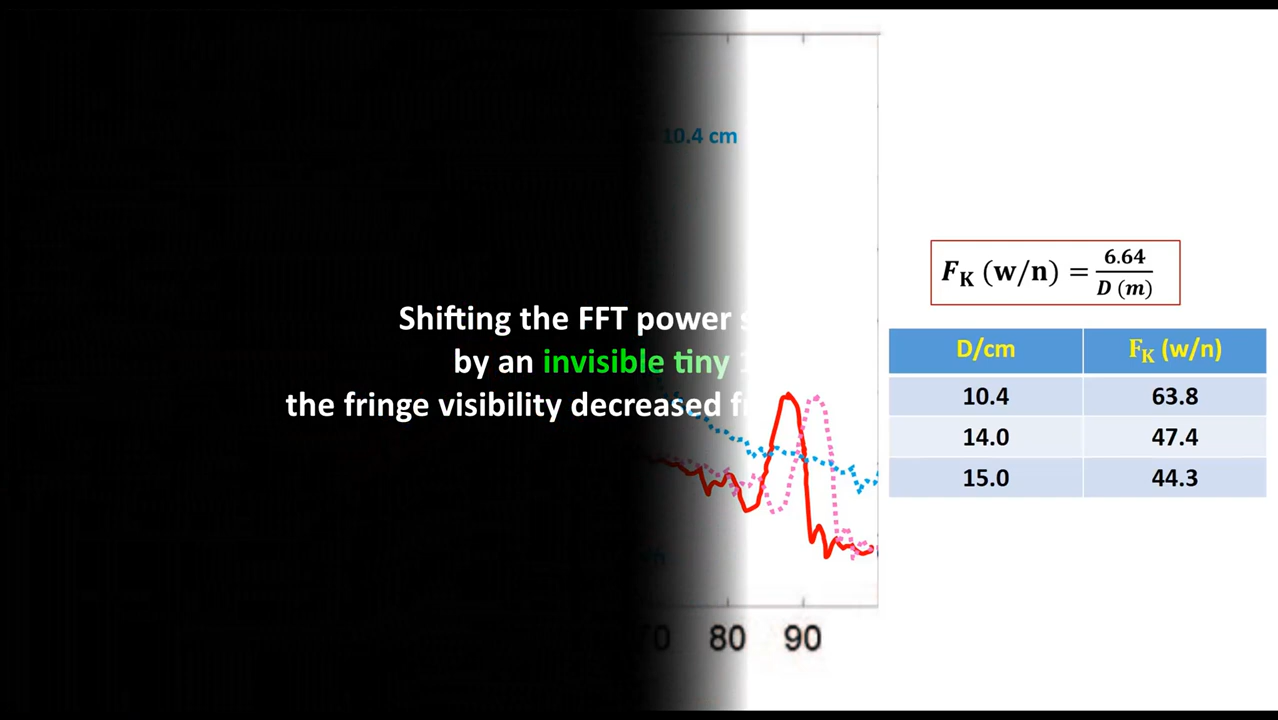 10.4 cm
Shifting the FFT power
by an invisible tiny
the fringe visibility decreased
80 90
F_K (w/n) = 6.64 / D (m)
D/cm F_K (w/n)
10.4 63.8
14.0 47.4
15.0 44.3